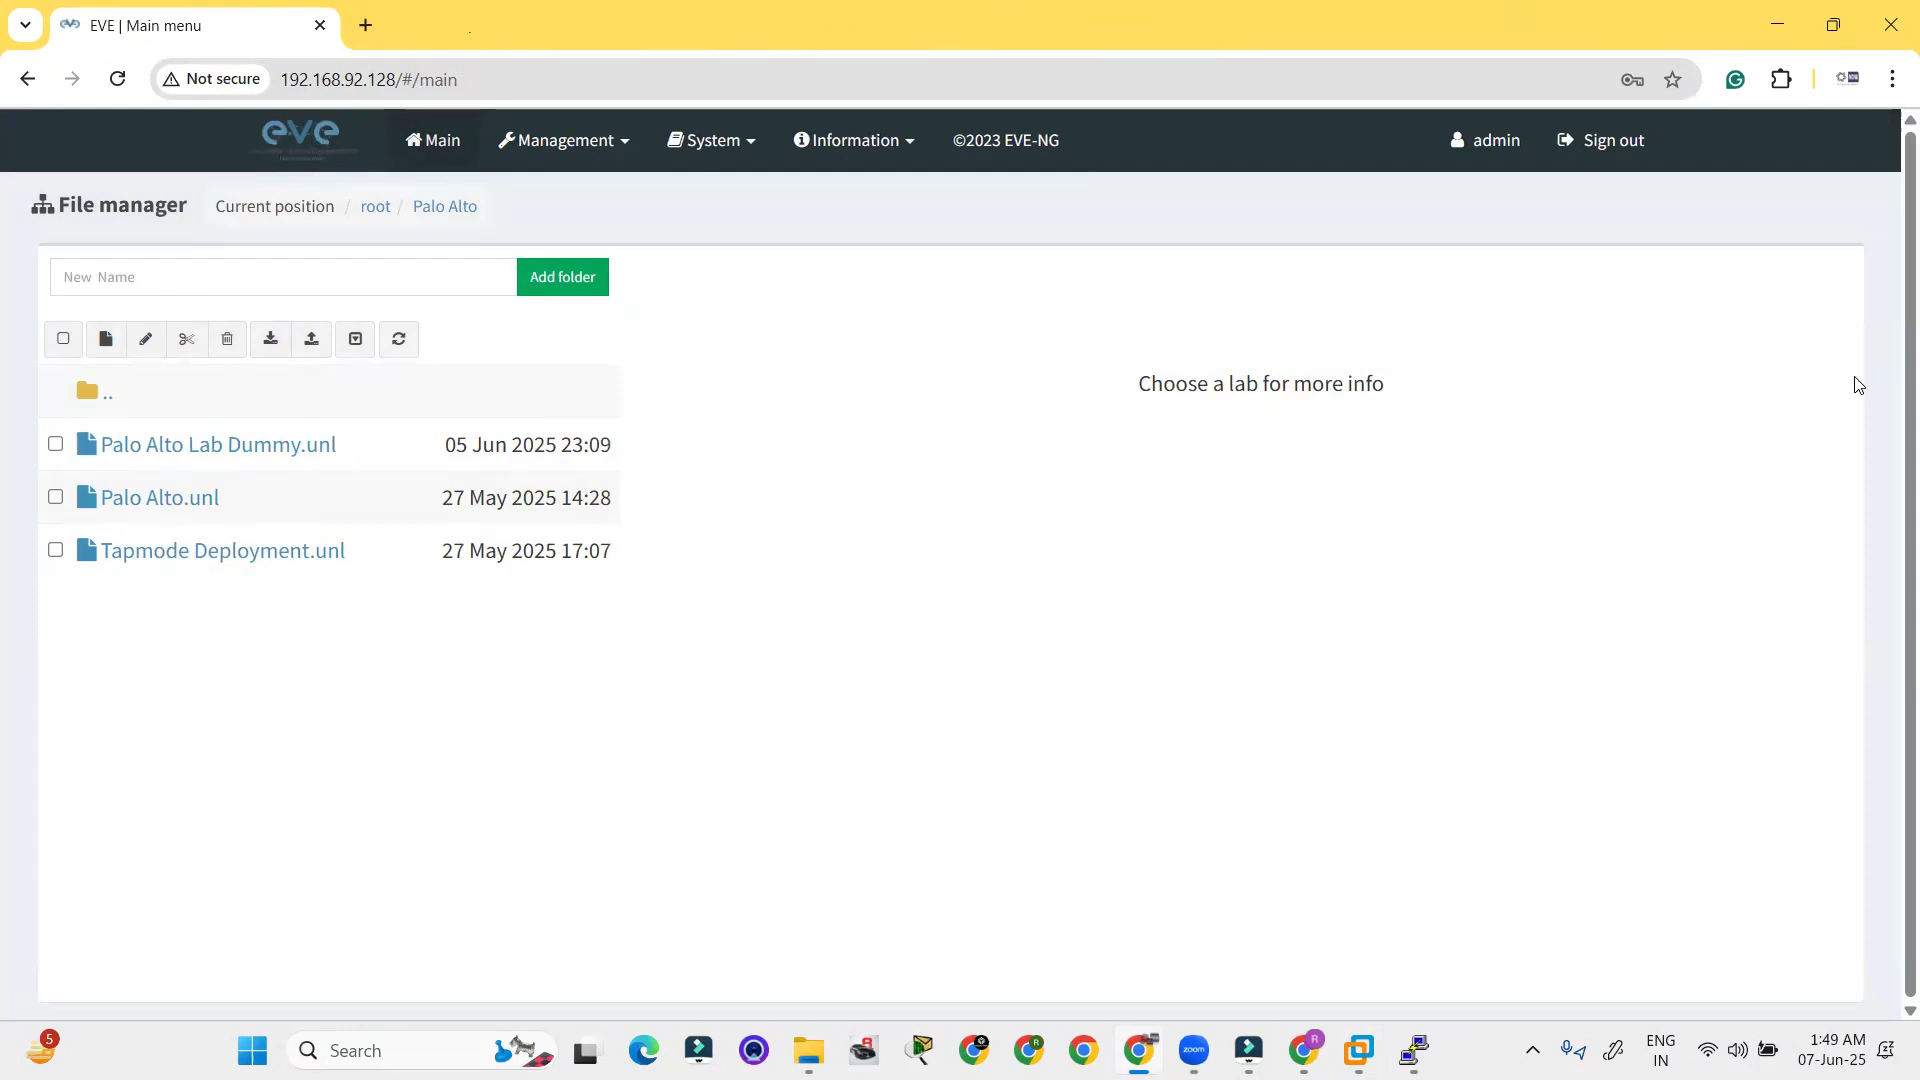 EVE | Main menu
Not secure
192.168.92.128/#/main
eve
Main
Management
System
Information
©2023 EVE-NG
admin
Sign out
File manager
Current position / root / Palo Alto
New Name
Add folder
..
Choose a lab for more info
Palo Alto Lab Dummy.unl 05 Jun 2025 23:09
Palo Alto.unl 27 May 2025 14:28
Tapmode Deployment.unl 27 May 2025 17:07
5
Search
R
zoom
R
ENG
IN
1:49 AM
07-Jun-25